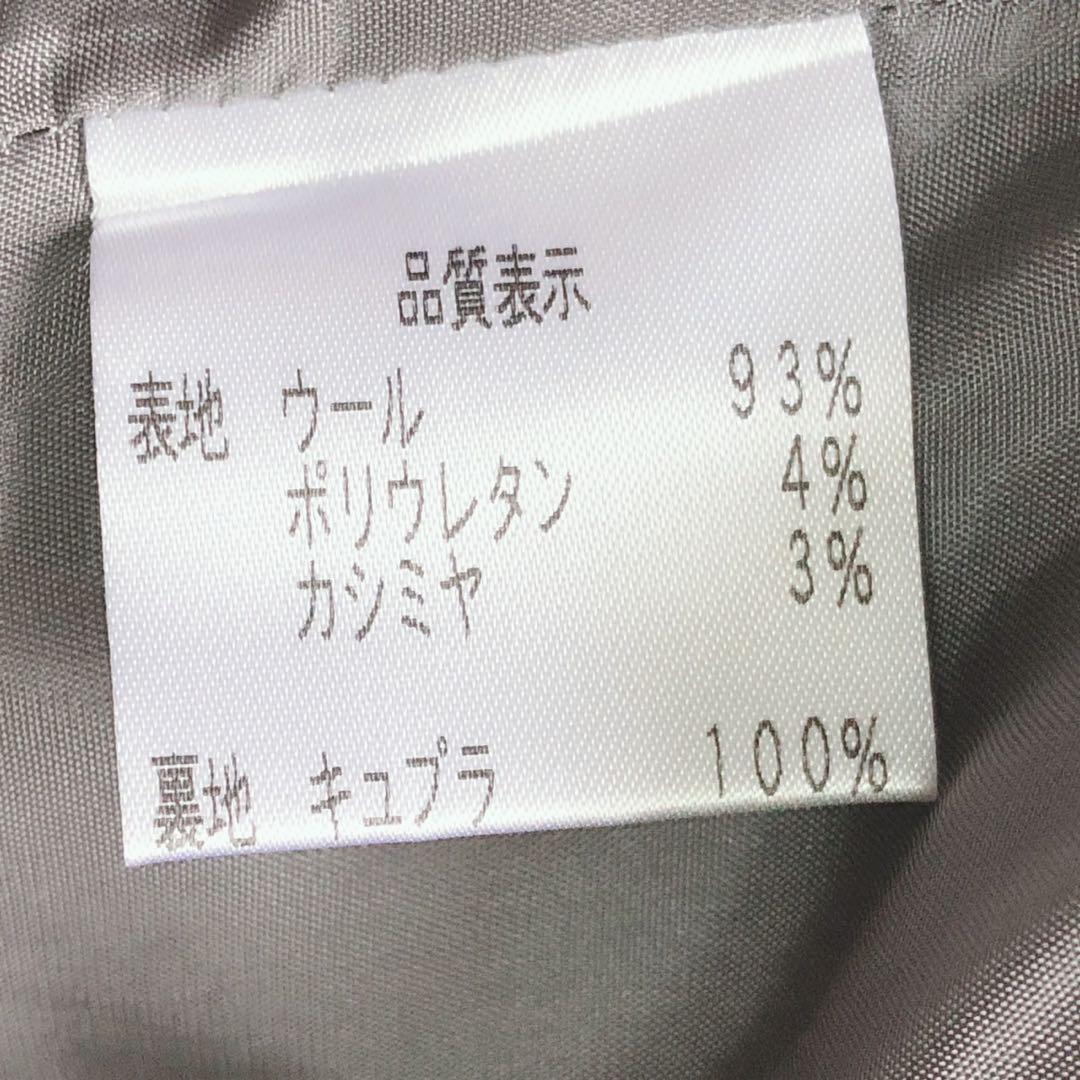 品質表示
表地 ウール 93%
ポリウレタン 4%
カシミヤ 3%
裏地 キュプラ 100%